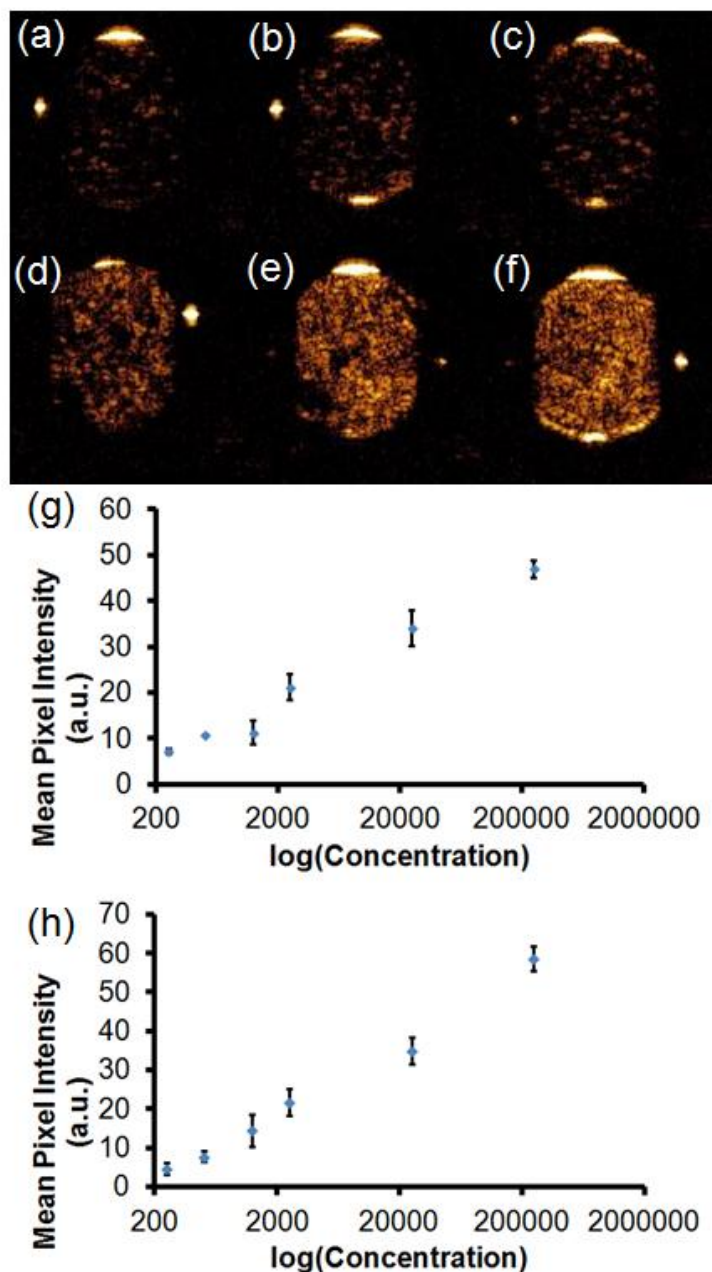 (a) (b) (c)
(d) (e) (f)
(g)
60
50
40
30
20
10
0
Mean Pixel Intensity
(a.u.)
200 2000 20000 200000 2000000
log(Concentration)
(h)
70
60
50
40
30
20
10
0
Mean Pixel Intensity
(a.u.)
200 2000 20000 200000 2000000
log(Concentration)